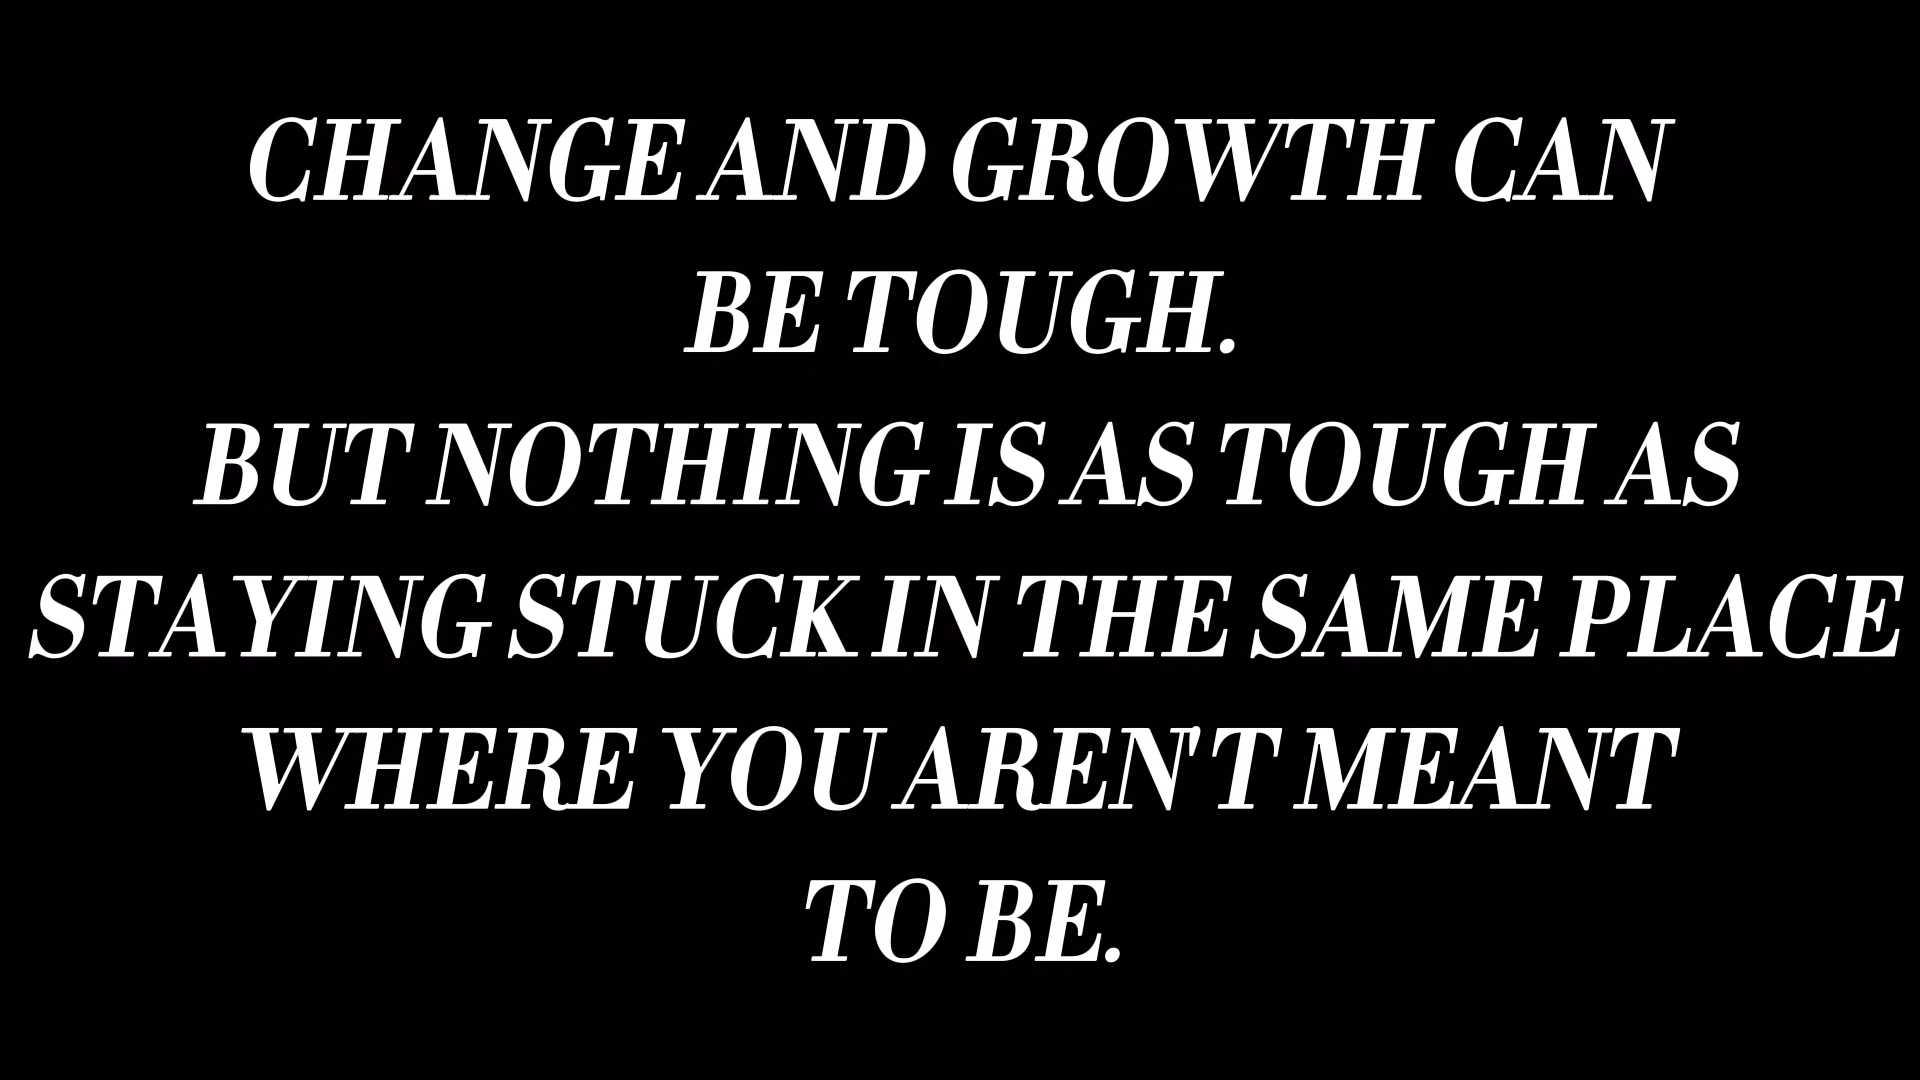 CHANGE AND GROWTH CAN
BE TOUGH.
BUT NOTHING IS AS TOUGH AS
STAYING STUCK IN THE SAME PLACE
WHERE YOU AREN'T MEANT
TO BE.